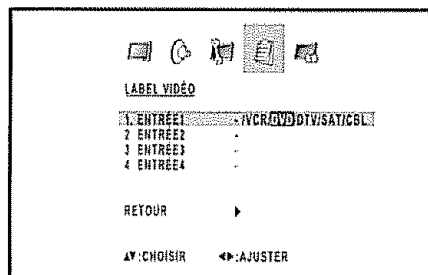 LABEL VIDÉO
1. ENTRÉE1 - /VCR/DVD/DTV/SAT/CBL
2 ENTRÉE2 -
3 ENTRÉE3 -
4 ENTRÉE4 -
RETOUR ▶
▲▼:CHOISIR ◀▶:AJUSTER